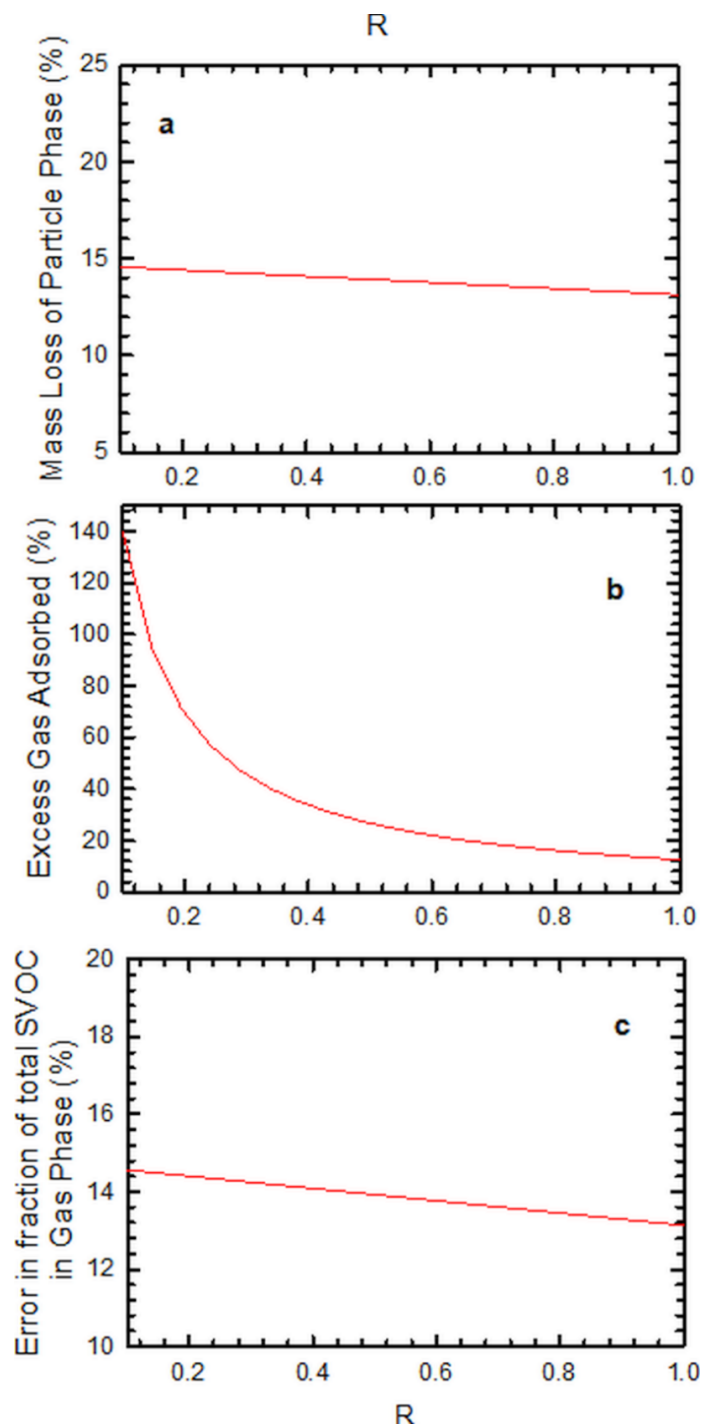 R
Mass Loss of Particle Phase (%)
25
20
15
10
5
a
0.2 0.4 0.6 0.8 1.0
Excess Gas Adsorbed (%)
140
120
100
80
60
40
20
0
b
0.2 0.4 0.6 0.8 1.0
Error in fraction of total SVOC
in Gas Phase (%)
20
18
16
14
12
10
c
0.2 0.4 0.6 0.8 1.0
R